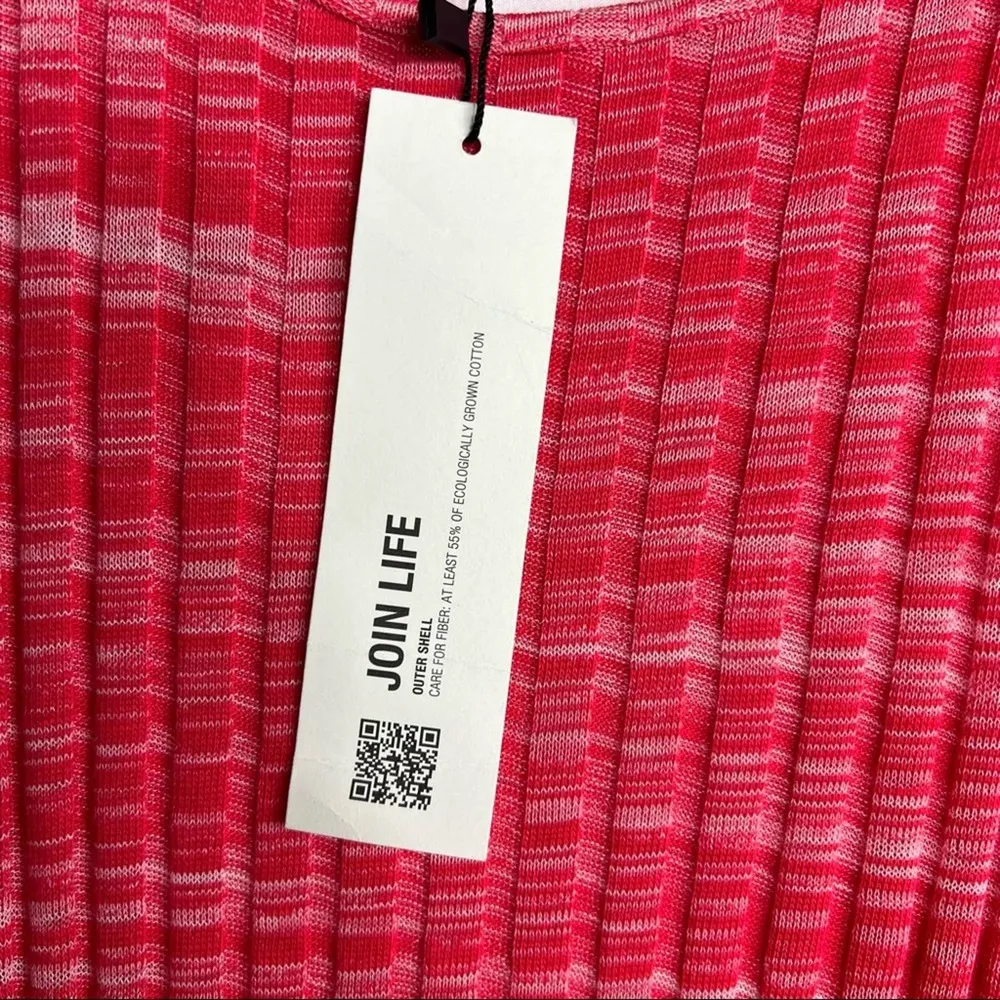 JOIN LIFE
OUTER SHELL
CARE FOR FIBER: AT LEAST 55% OF ECOLOGICALLY GROWN COTTON